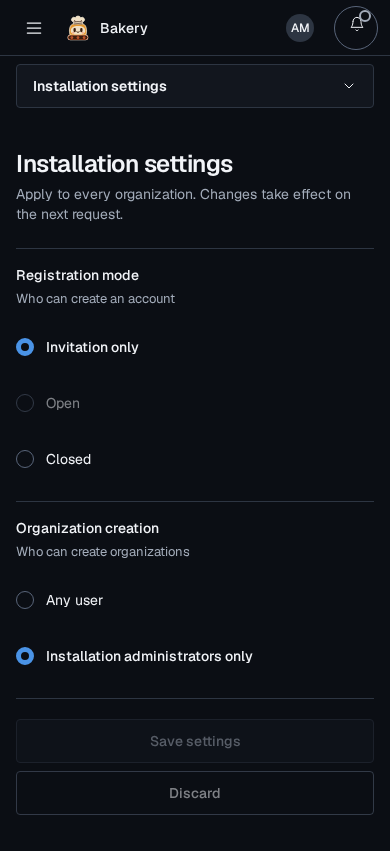 Bakery
AM
Installation settings
Installation settings
Apply to every organization. Changes take effect on
the next request.
Registration mode
Who can create an account
Invitation only
Open
Closed
Organization creation
Who can create organizations
Any user
Installation administrators only
Save settings
Discard